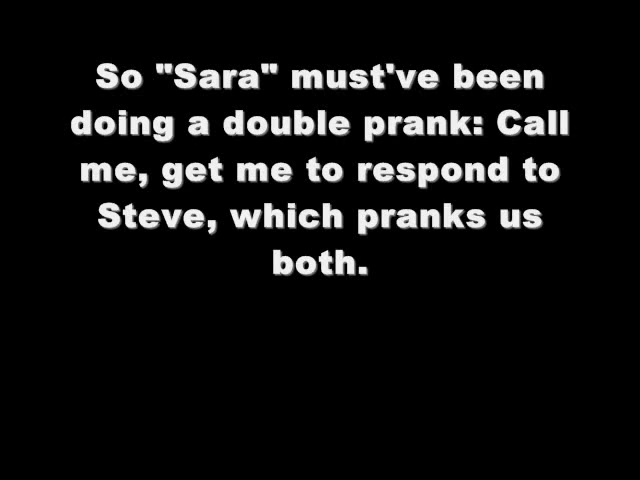 So "Sara" must've been
doing a double prank: Call
me, get me to respond to
Steve, which pranks us
both.